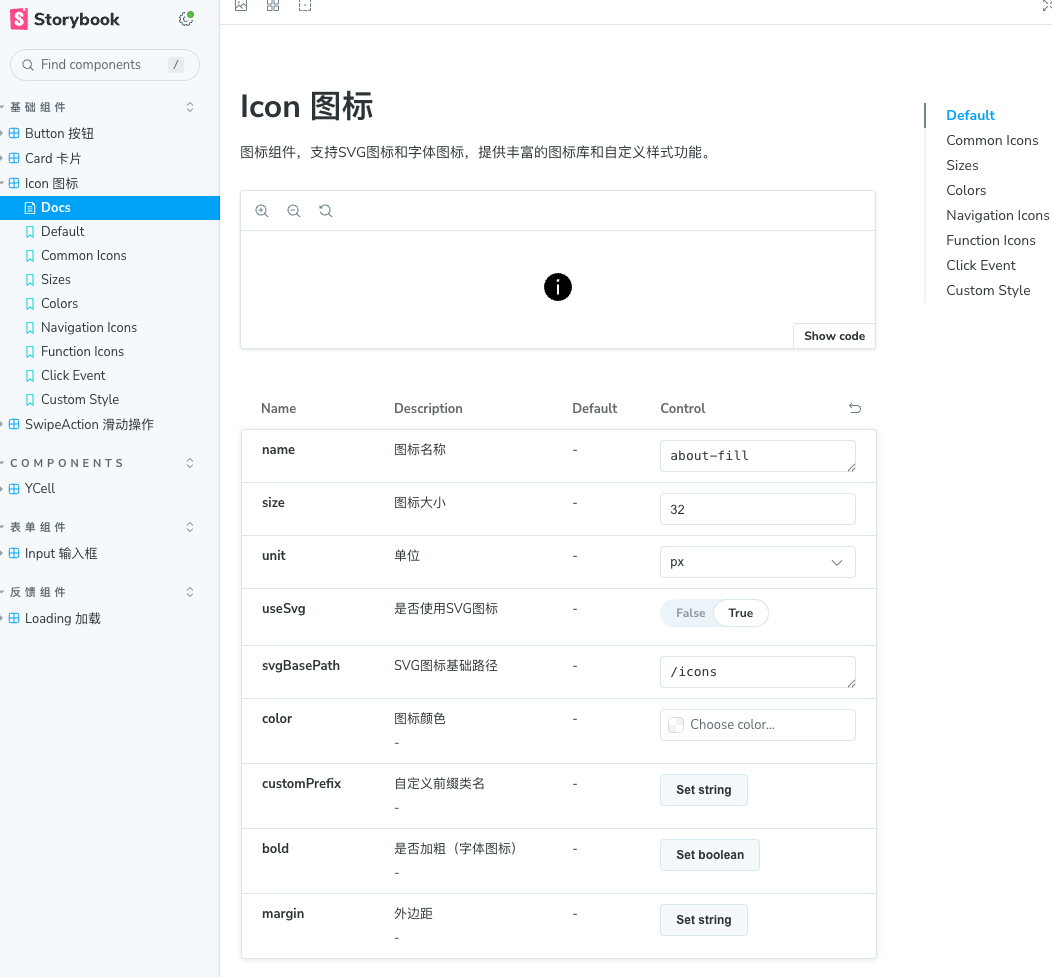 Storybook
Find components /
基础组件
Button 按钮
Card 卡片
Icon 图标
Docs
Default
Common Icons
Sizes
Colors
Navigation Icons
Function Icons
Click Event
Custom Style
SwipeAction 滑动操作
COMPONENTS
YCell
表单组件
Input 输入框
反馈组件
Loading 加载
Icon 图标
图标组件，支持SVG图标和字体图标，提供丰富的图标库和自定义样式功能。
Show code
Name Description Default Control
name 图标名称 - about-fill
size 图标大小 - 32
unit 单位 - px
useSvg 是否使用SVG图标 - False True
svgBasePath SVG图标基础路径 - /icons
color 图标颜色 - Choose color...
-
customPrefix 自定义前缀类名 - Set string
-
bold 是否加粗（字体图标） - Set boolean
-
margin 外边距 - Set string
-
Default
Common Icons
Sizes
Colors
Navigation Icons
Function Icons
Click Event
Custom Style